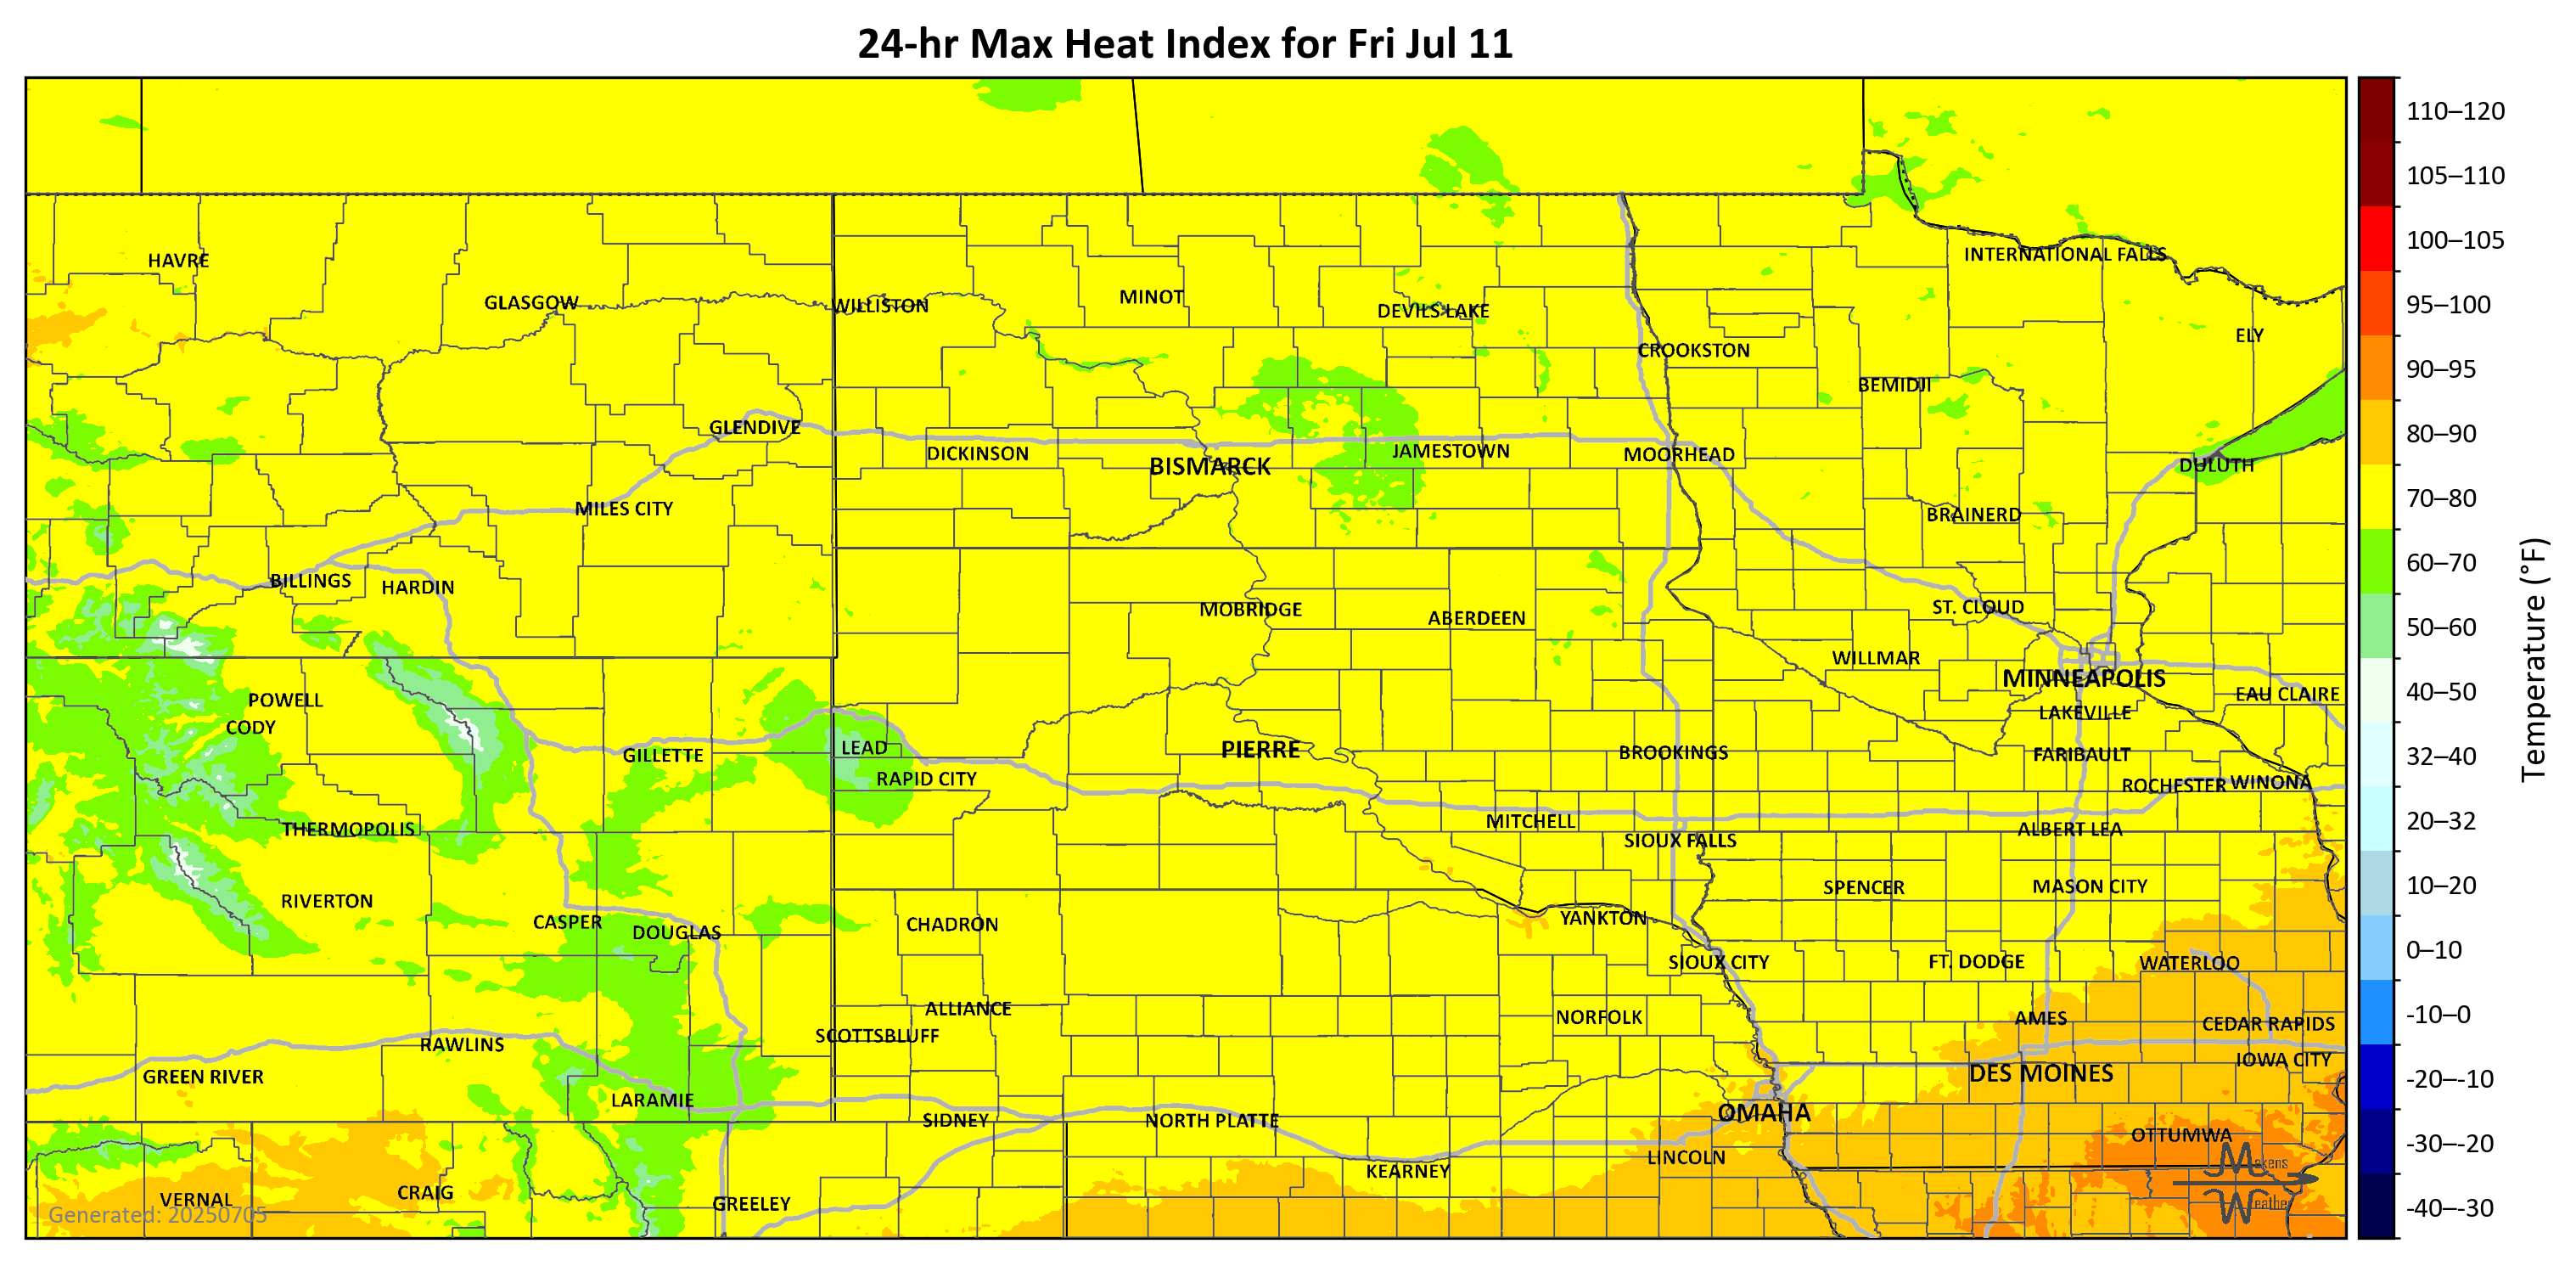 24-hr Max Heat Index for Fri Jul 11
110–120
105–110
100–105
95–100
90–95
80–90
70–80
60–70
50–60
40–50
32–40
20–32
10–20
0–10
-10–0
-20–-10
-30–-20
-40–-30
Temperature (°F)
HAVRE
INTERNATIONAL FALLS
GLASGOW
WILLISTON
MINOT
DEVILS LAKE
ELY
CROOKSTON
BEMIDJI
GLENDIVE
DICKINSON
BISMARCK
JAMESTOWN
MOORHEAD
DULUTH
MILES CITY
BRAINERD
BILLINGS
HARDIN
MOBRIDGE
ABERDEEN
ST. CLOUD
WILLMAR
MINNEAPOLIS
EAU CLAIRE
POWELL
CODY
LAKEVILLE
GILLETTE
LEAD
PIERRE
BROOKINGS
FARIBAULT
RAPID CITY
ROCHESTER
WINONA
THERMOPOLIS
MITCHELL
SIOUX FALLS
ALBERT LEA
RIVERTON
SPENCER
MASON CITY
CASPER
DOUGLAS
CHADRON
YANKTON
SIOUX CITY
FT. DODGE
WATERLOO
ALLIANCE
NORFOLK
AMES
CEDAR RAPIDS
SCOTTSBLUFF
RAWLINS
IOWA CITY
GREEN RIVER
DES MOINES
LARAMIE
SIDNEY
NORTH PLATTE
OMAHA
OTTUMWA
LINCOLN
KEARNEY
VERNAL
CRAIG
GREELEY
Generated: 20250705
Makens
Weather